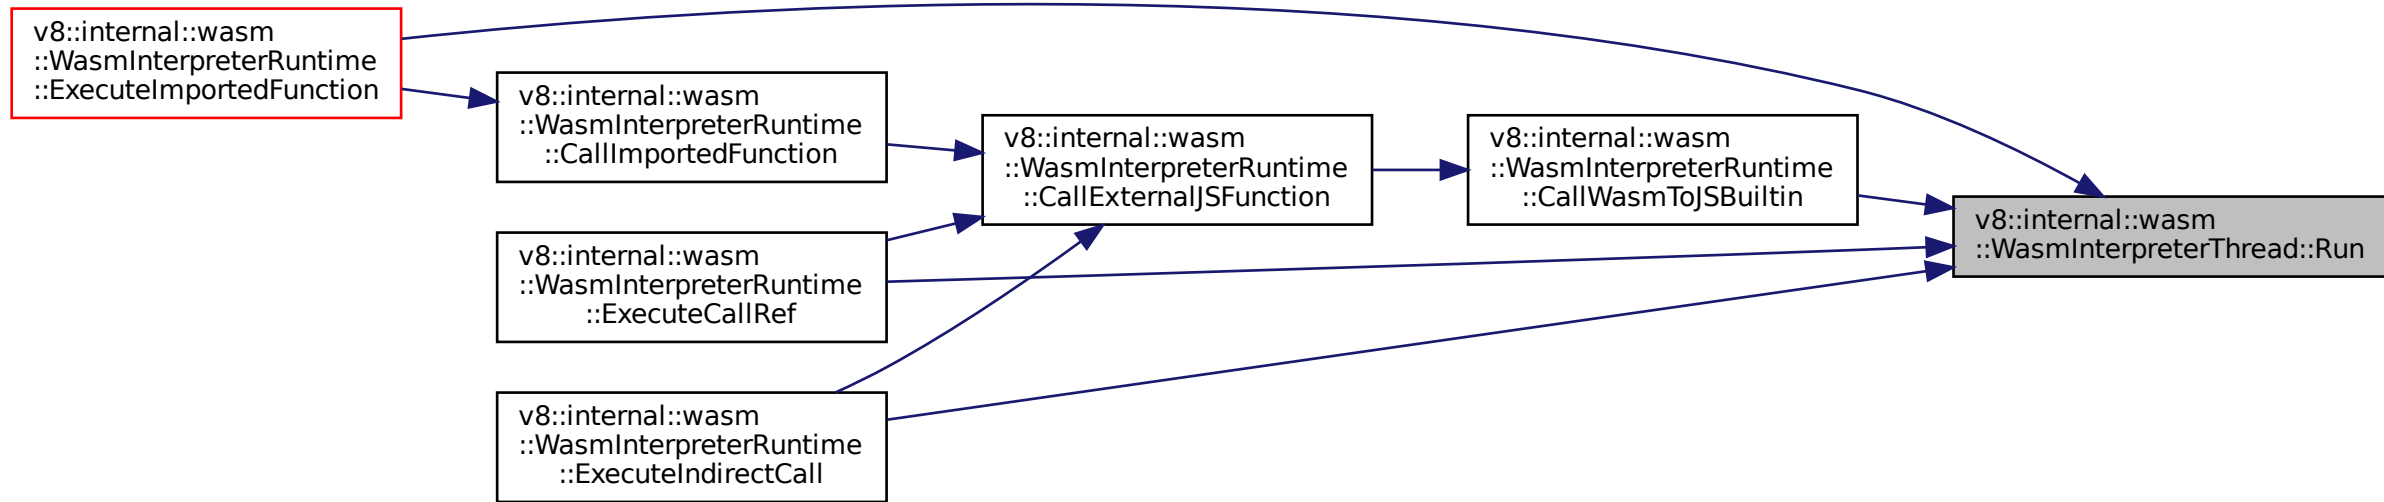 v8::internal::wasm
::WasmInterpreterRuntime
::ExecuteImportedFunction
v8::internal::wasm
::WasmInterpreterRuntime
::CallImportedFunction
v8::internal::wasm
::WasmInterpreterRuntime
::ExecuteCallRef
v8::internal::wasm
::WasmInterpreterRuntime
::ExecuteIndirectCall
v8::internal::wasm
::WasmInterpreterRuntime
::CallExternalJSFunction
v8::internal::wasm
::WasmInterpreterRuntime
::CallWasmToJSBuiltin
v8::internal::wasm
::WasmInterpreterThread::Run